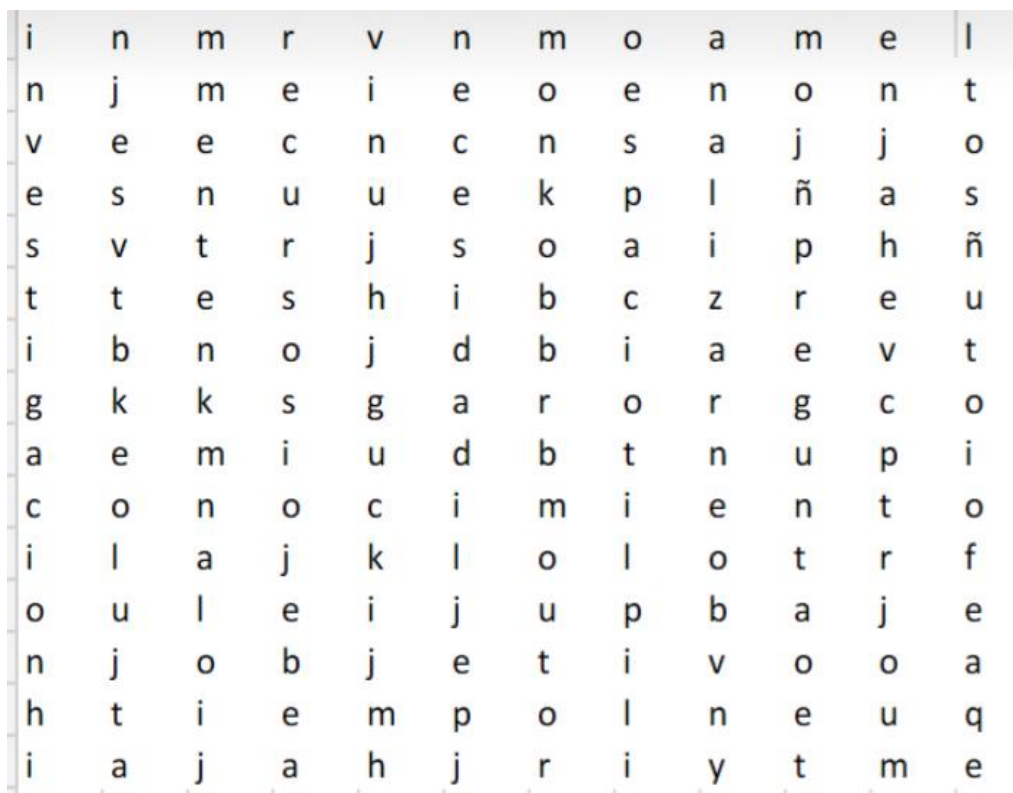 i n m r v n m o a m e l
n j m e i e o e n o n t
v e e c n c n s a j j o
e s n u u e k p l ñ a s
s v t r j s o a i p h ñ
t t e s h i b c z r e u
i b n o j d b i a e v t
g k k s g a r o r g c o
a e m i u d b t n u p i
c o n o c i m i e n t o
i l a j k l o l o t r f
o u l e i j u p b a j e
n j o b j e t i v o o a
h t i e m p o l n e u q
i a j a h j r i y t m e